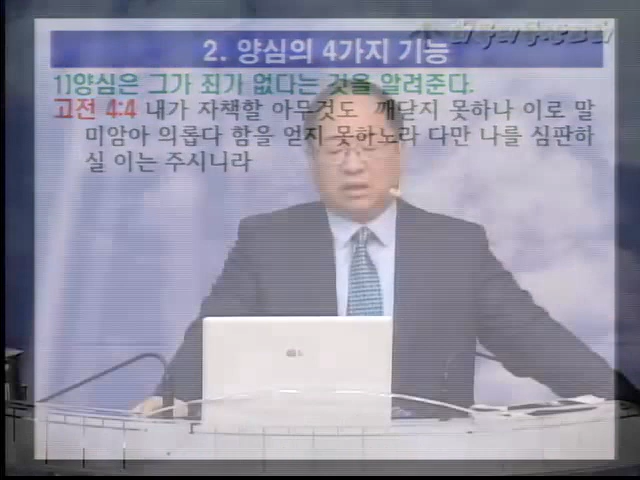 2. 양심의 4가지 기능
1)양심은 그가 죄가 없다는 것을 알려준다.
고전 4:4 내가 자책할 아무것도 깨닫지 못하나 이로 말
미암아 의롭다 함을 얻지 못하노라 다만 나를 심판하
실 이는 주시니라